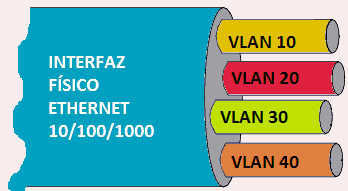 INTERFAZ
FÍSICO
ETHERNET
10/100/1000
VLAN 10
VLAN 20
VLAN 30
VLAN 40